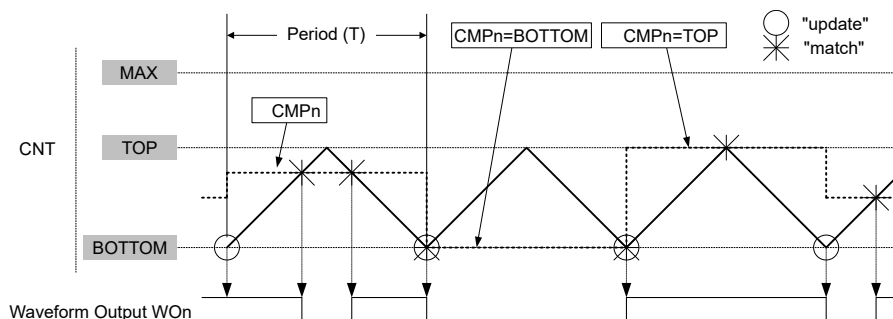 Period (T)
CMPn=BOTTOM
CMPn=TOP
"update"
"match"
MAX
CMPn
CNT
TOP
BOTTOM
Waveform Output WOn